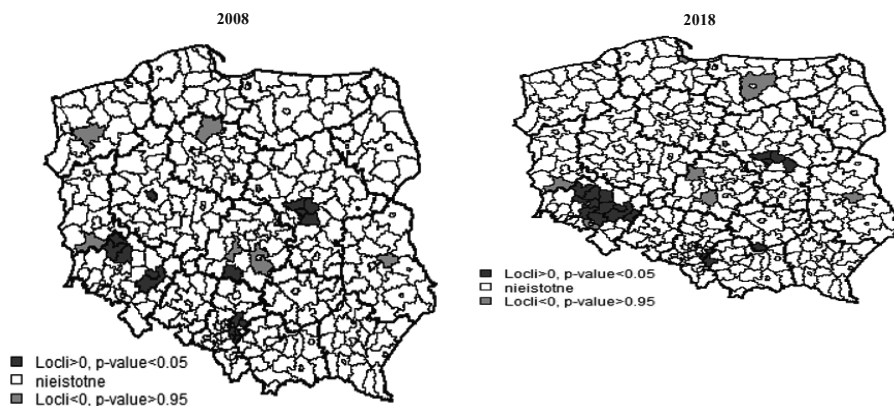 2008
2018
Locli>0, p-value<0.05
nieistotne
Locli<0, p-value>0.95
Locli>0, p-value<0.05
nieistotne
Locli<0, p-value>0.95